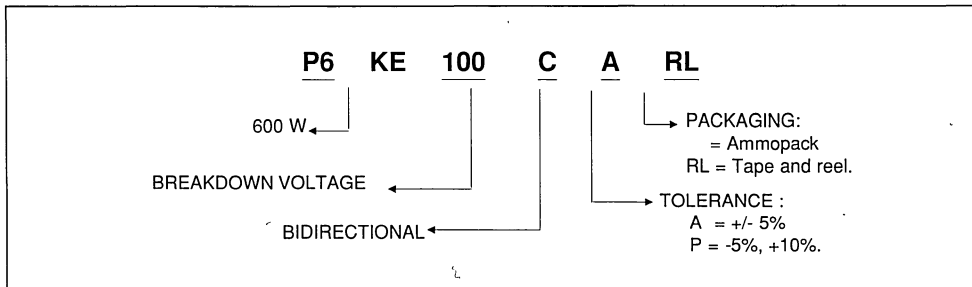 P6 KE 100 C A RL
600 W
PACKAGING:
= Ammopack
RL = Tape and reel.
BREAKDOWN VOLTAGE
TOLERANCE :
A = +/- 5%
P = -5%, +10%.
BIDIRECTIONAL